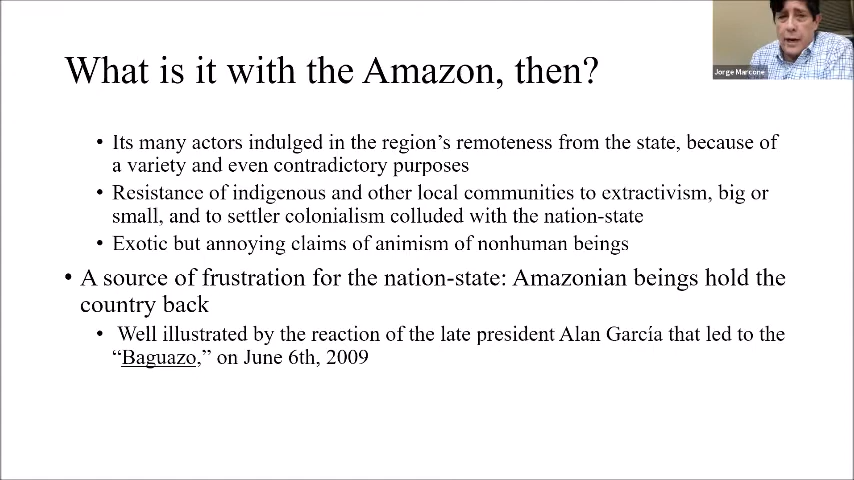 Jorge Marcone
What is it with the Amazon, then?
• Its many actors indulged in the region's remoteness from the state, because of
a variety and even contradictory purposes
• Resistance of indigenous and other local communities to extractivism, big or
small, and to settler colonialism colluded with the nation-state
• Exotic but annoying claims of animism of nonhuman beings
• A source of frustration for the nation-state: Amazonian beings hold the
country back
• Well illustrated by the reaction of the late president Alan García that led to the
“Baguazo,” on June 6th, 2009